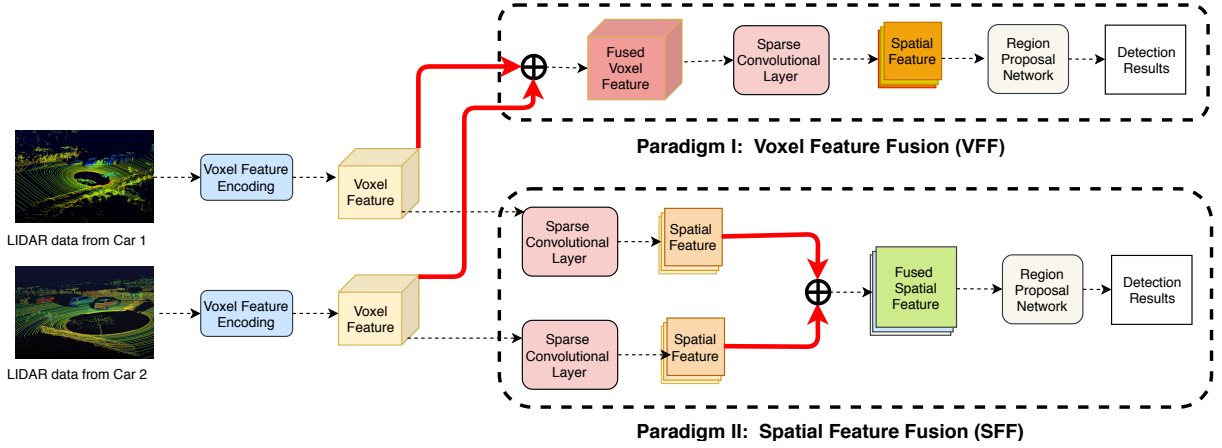 Fused
Voxel
Feature
Sparse
Convolutional
Layer
Spatial
Feature
Region
Proposal
Network
Detection
Results
Paradigm I:  Voxel Feature Fusion (VFF)
LIDAR data from Car 1
Voxel Feature
Encoding
Voxel
Feature
Sparse
Convolutional
Layer
Spatial
Feature
Fused
Spatial
Feature
Region
Proposal
Network
Detection
Results
LIDAR data from Car 2
Voxel Feature
Encoding
Voxel
Feature
Sparse
Convolutional
Layer
Spatial
Feature
Paradigm II:  Spatial Feature Fusion (SFF)